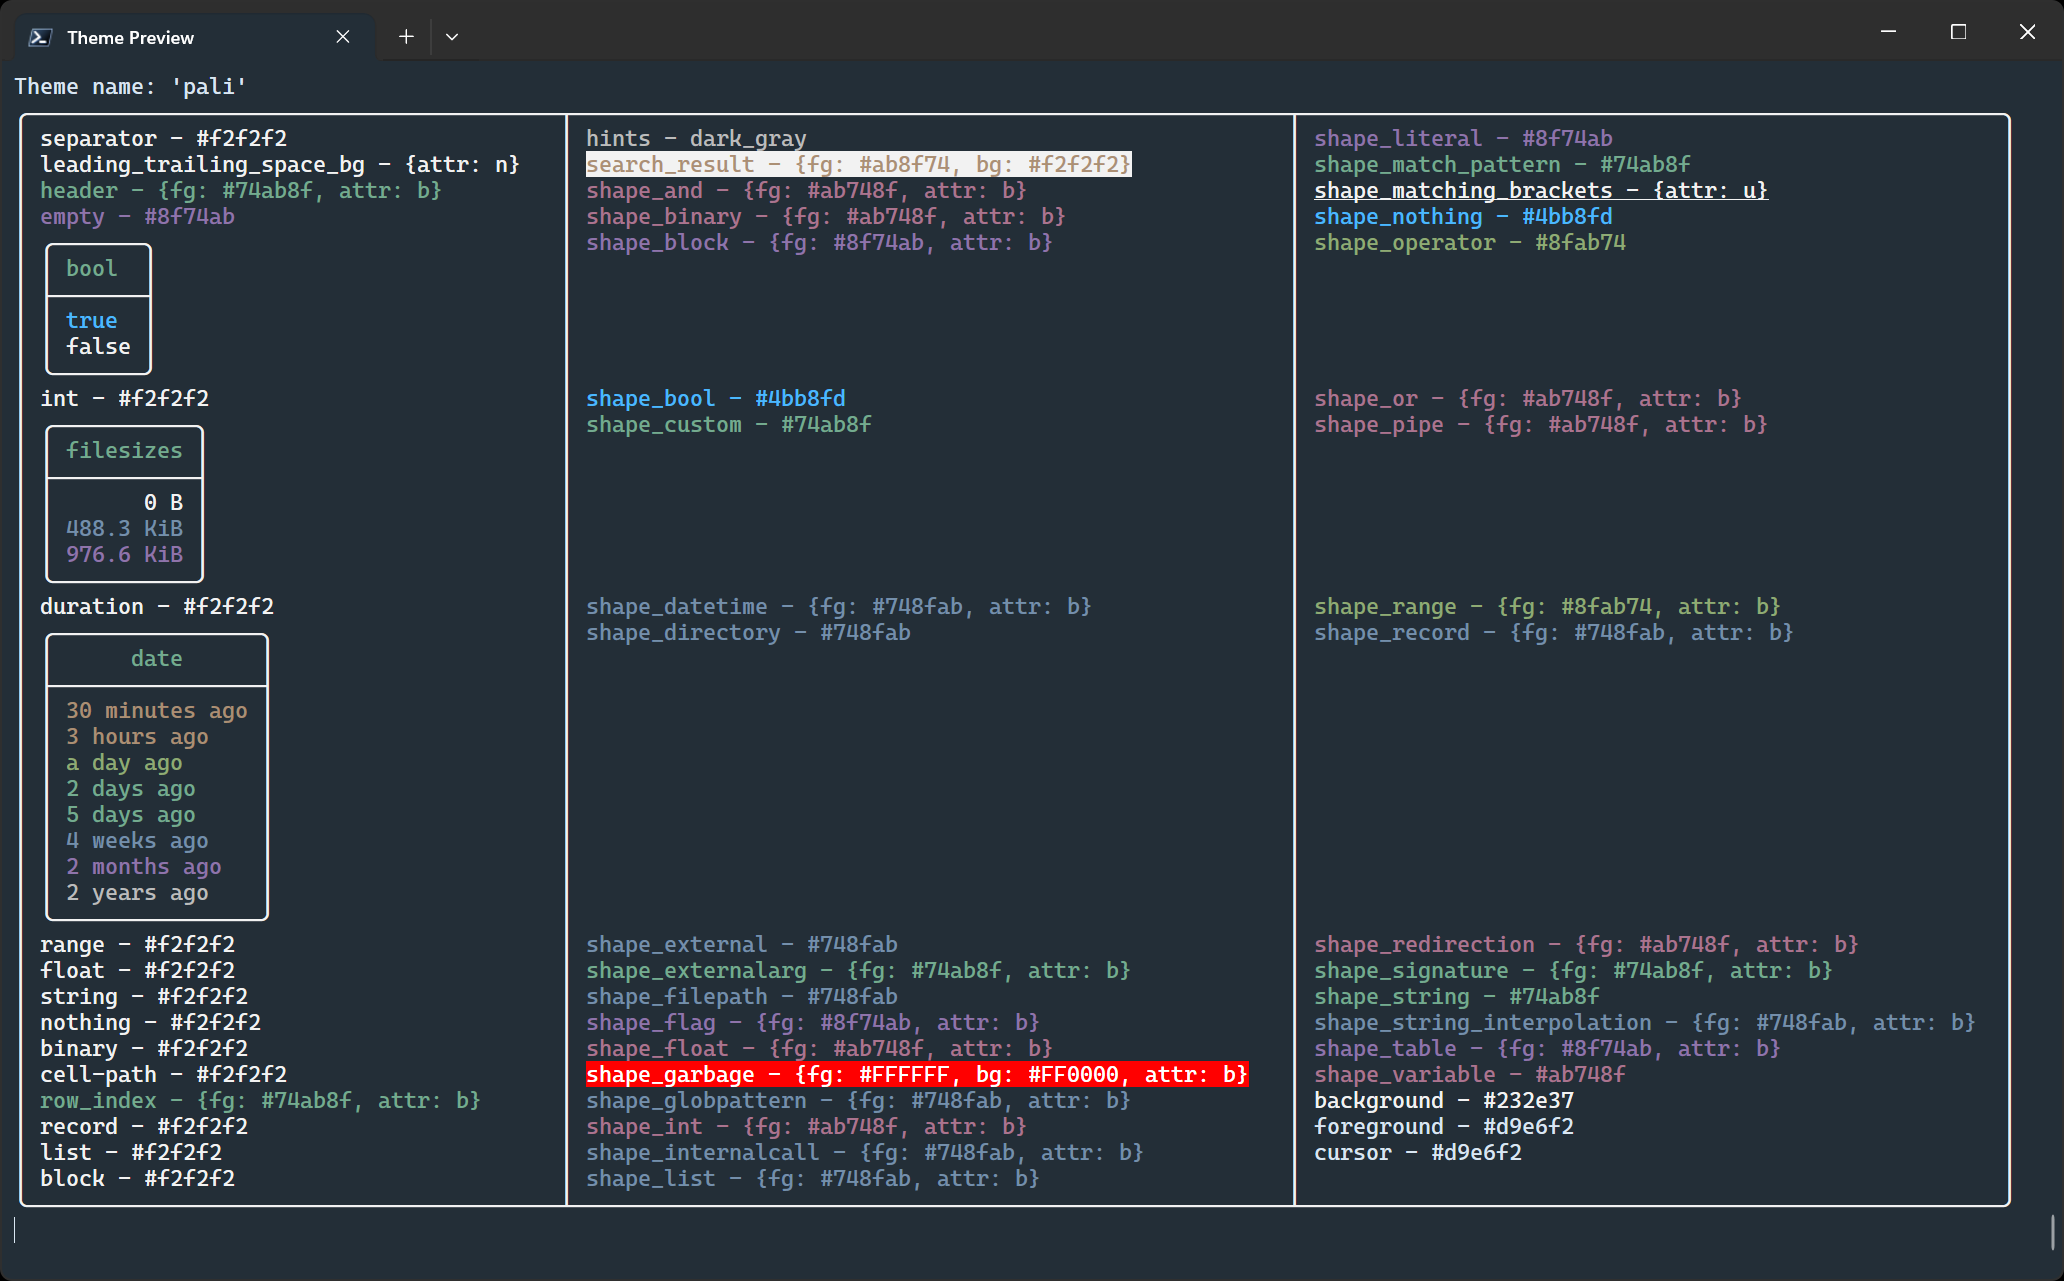 Theme Preview
Theme name: 'pali'
separator - #f2f2f2
leading_trailing_space_bg - {attr: n}
header - {fg: #74ab8f, attr: b}
empty - #8f74ab
bool
true
false
int - #f2f2f2
filesizes
0 B
488.3 KiB
976.6 KiB
duration - #f2f2f2
date
30 minutes ago
3 hours ago
a day ago
2 days ago
5 days ago
4 weeks ago
2 months ago
2 years ago
range - #f2f2f2
float - #f2f2f2
string - #f2f2f2
nothing - #f2f2f2
binary - #f2f2f2
cell-path - #f2f2f2
row_index - {fg: #74ab8f, attr: b}
record - #f2f2f2
list - #f2f2f2
block - #f2f2f2
hints - dark_gray
search_result - {fg: #ab8f74, bg: #f2f2f2}
shape_and - {fg: #ab748f, attr: b}
shape_binary - {fg: #ab748f, attr: b}
shape_block - {fg: #8f74ab, attr: b}
shape_bool - #4bb8fd
shape_custom - #74ab8f
shape_datetime - {fg: #748fab, attr: b}
shape_directory - #748fab
shape_external - #748fab
shape_externalarg - {fg: #74ab8f, attr: b}
shape_filepath - #748fab
shape_flag - {fg: #8f74ab, attr: b}
shape_float - {fg: #ab748f, attr: b}
shape_garbage - {fg: #FFFFFF, bg: #FF0000, attr: b}
shape_globpattern - {fg: #748fab, attr: b}
shape_int - {fg: #ab748f, attr: b}
shape_internalcall - {fg: #748fab, attr: b}
shape_list - {fg: #748fab, attr: b}
shape_literal - #8f74ab
shape_match_pattern - #74ab8f
shape_matching_brackets - {attr: u}
shape_nothing - #4bb8fd
shape_operator - #8fab74
shape_or - {fg: #ab748f, attr: b}
shape_pipe - {fg: #ab748f, attr: b}
shape_range - {fg: #8fab74, attr: b}
shape_record - {fg: #748fab, attr: b}
shape_redirection - {fg: #ab748f, attr: b}
shape_signature - {fg: #74ab8f, attr: b}
shape_string - #74ab8f
shape_string_interpolation - {fg: #748fab, attr: b}
shape_table - {fg: #8f74ab, attr: b}
shape_variable - #ab748f
background - #232e37
foreground - #d9e6f2
cursor - #d9e6f2